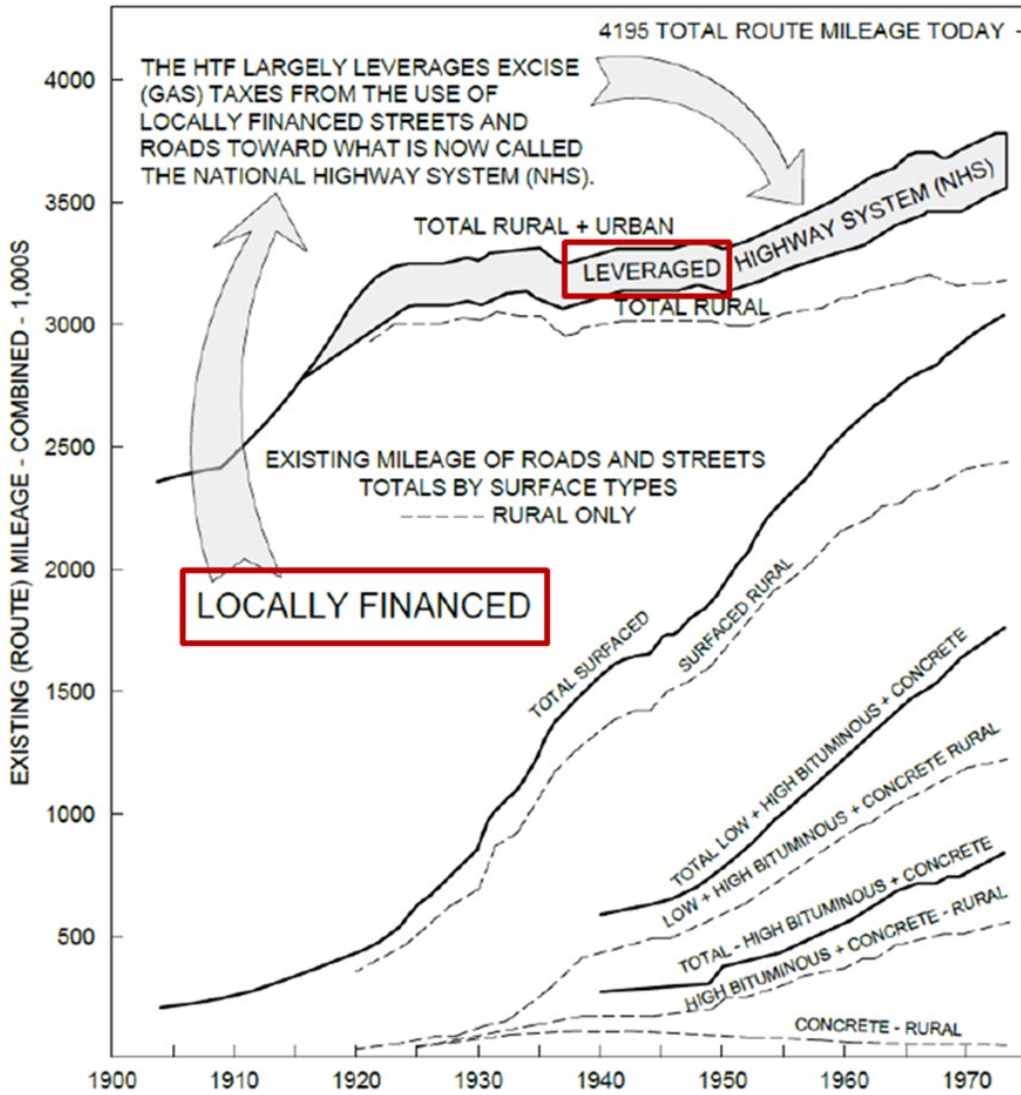 4195 TOTAL ROUTE MILEAGE TODAY -
THE HTF LARGELY LEVERAGES EXCISE
(GAS) TAXES FROM THE USE OF
LOCALLY FINANCED STREETS AND
ROADS TOWARD WHAT IS NOW CALLED
THE NATIONAL HIGHWAY SYSTEM (NHS).
TOTAL RURAL + URBAN
LEVERAGED
HIGHWAY SYSTEM (NHS)
TOTAL RURAL
EXISTING MILEAGE OF ROADS AND STREETS
TOTALS BY SURFACE TYPES
RURAL ONLY
LOCALLY FINANCED
TOTAL SURFACED
SURFACED RURAL
TOTAL LOW + HIGH BITUMINOUS + CONCRETE
LOW + HIGH BITUMINOUS + CONCRETE RURAL
TOTAL - HIGH BITUMINOUS + CONCRETE
HIGH BITUMINOUS + CONCRETE - RURAL
CONCRETE - RURAL
EXISTING (ROUTE) MILEAGE - COMBINED - 1,000S
4000
3500
3000
2500
2000
1500
1000
500
1900 1910 1920 1930 1940 1950 1960 1970